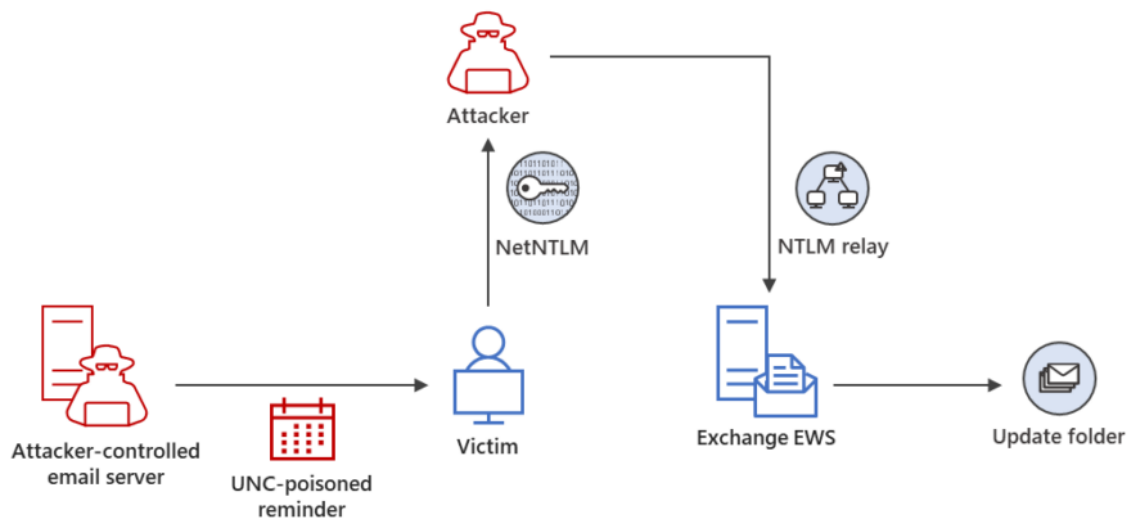 Attacker
NetNTLM
NTLM relay
Attacker-controlled
email server
UNC-poisoned
reminder
Victim
Exchange EWS
Update folder